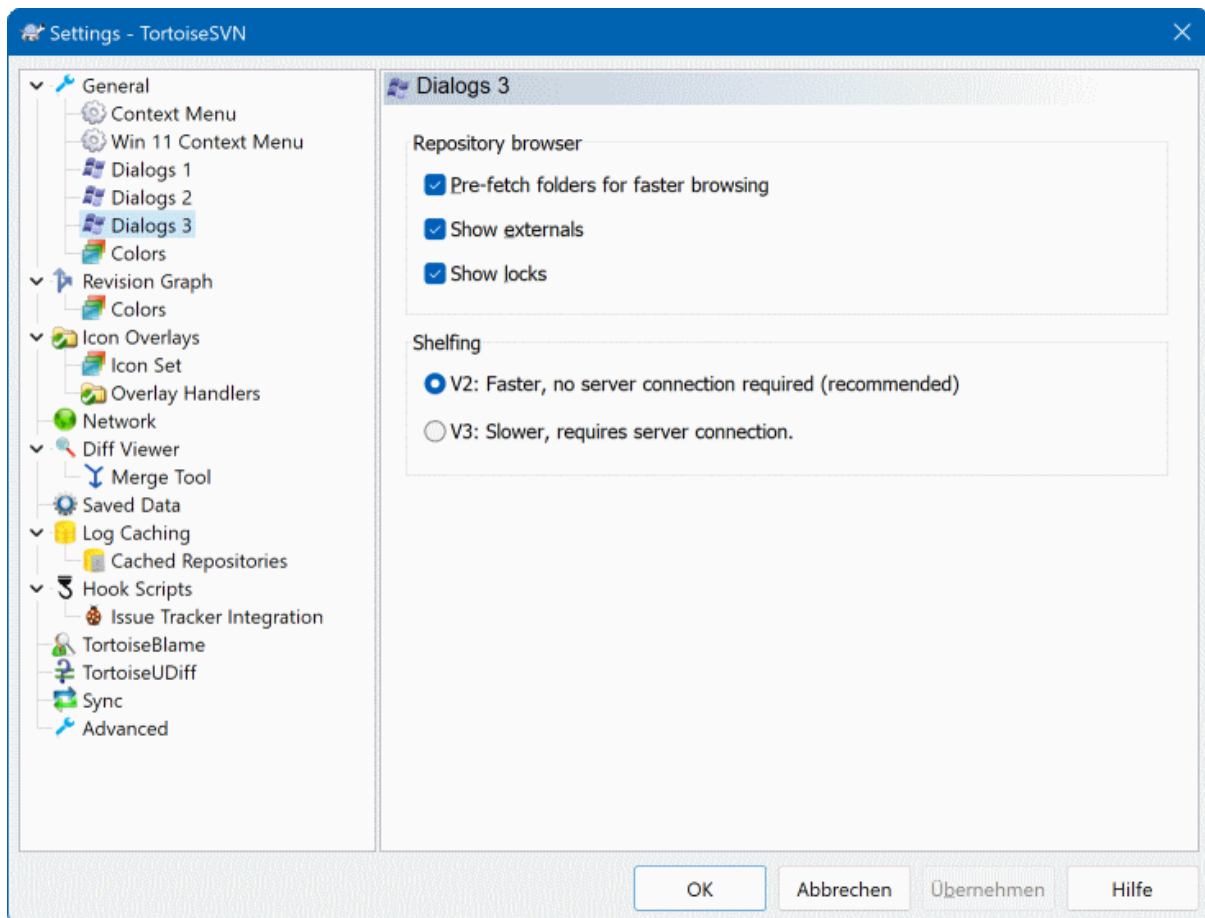 Settings - TortoiseSVN
General
Context Menu
Win 11 Context Menu
Dialogs 1
Dialogs 2
Dialogs 3
Colors
Revision Graph
Colors
Icon Overlays
Icon Set
Overlay Handlers
Network
Diff Viewer
Merge Tool
Saved Data
Log Caching
Cached Repositories
Hook Scripts
Issue Tracker Integration
TortoiseBlame
TortoiseUDiff
Sync
Advanced
Dialogs 3
Repository browser
Pre-fetch folders for faster browsing
Show externals
Show locks
Shelfing
V2: Faster, no server connection required (recommended)
V3: Slower, requires server connection.
OK Abbrechen Übernehmen Hilfe